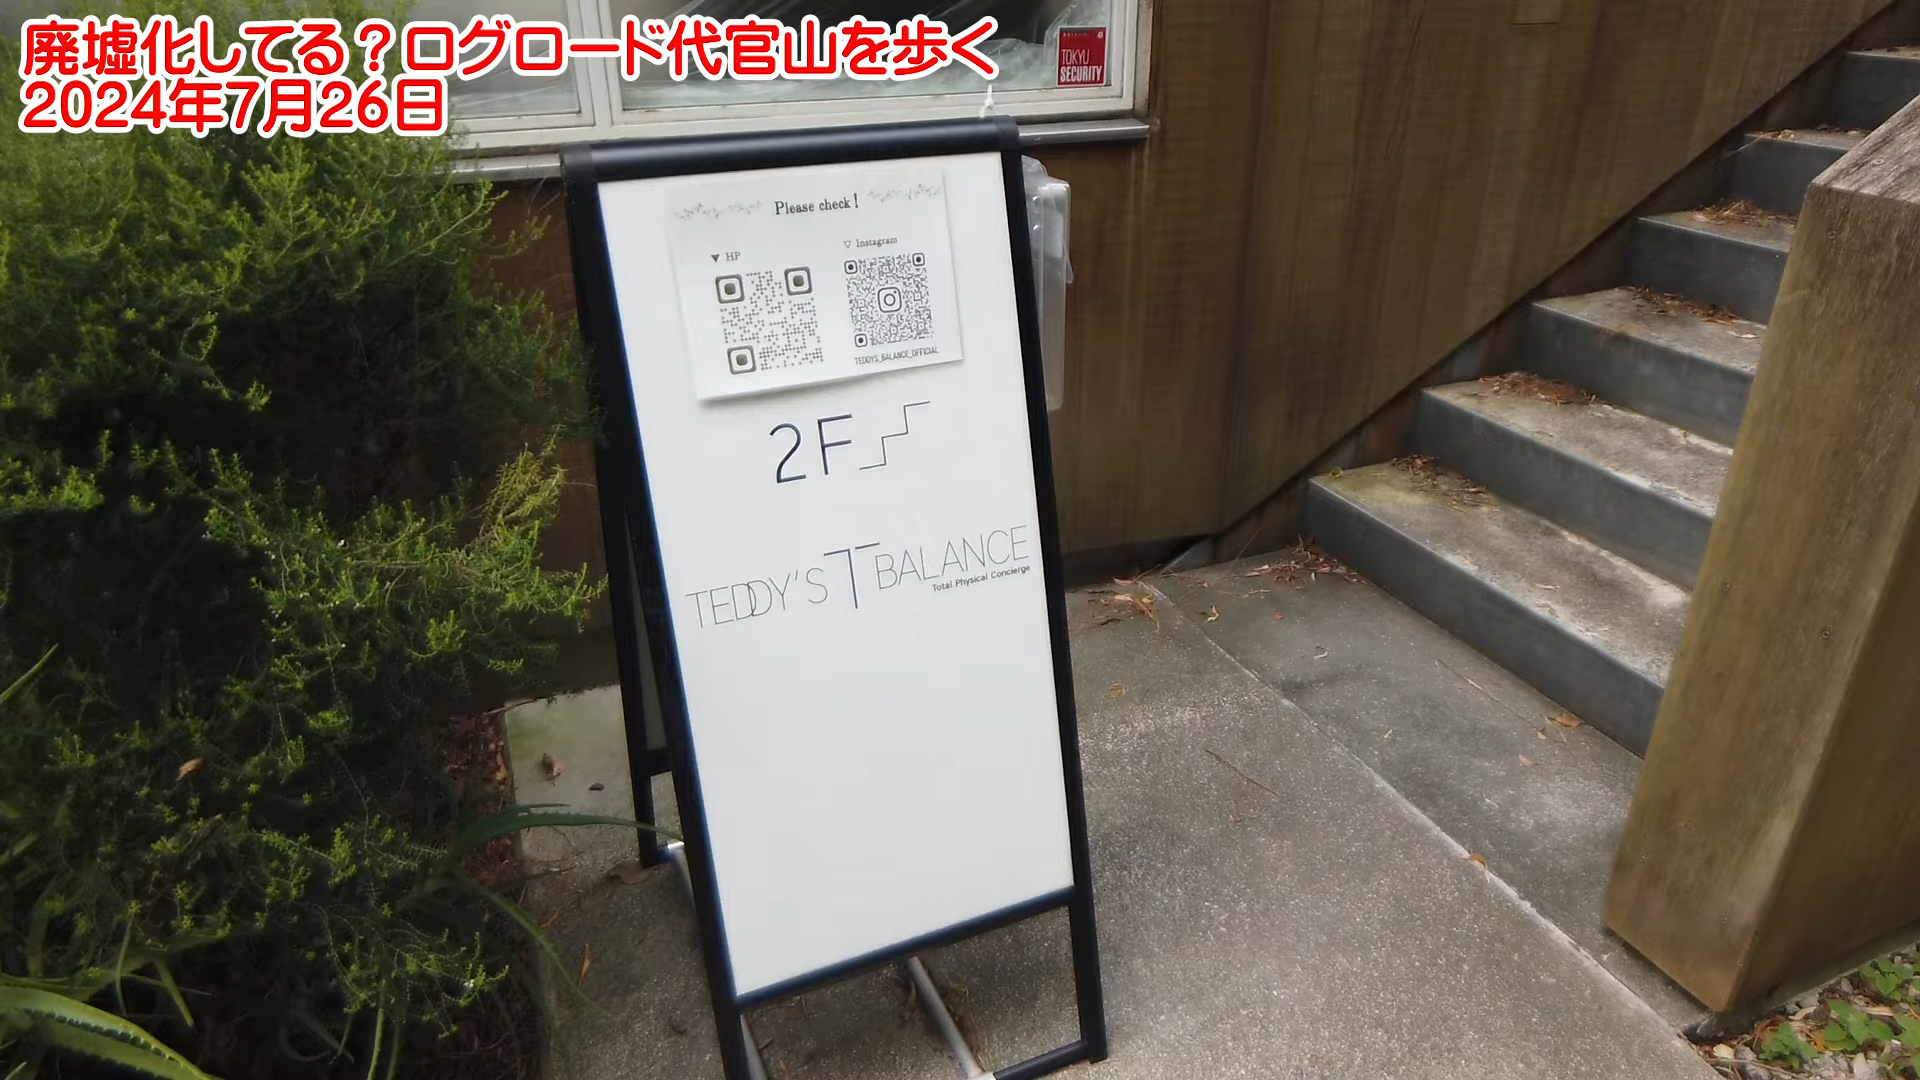 廃墟化してる？ログロード代官山を歩く
2024年7月26日
TOKYU
SECURITY
Please check!
▼ HP
▽ Instagram
TEDDYS_BALANCE_OFFICIAL
2F
TEDDY'S T BALANCE
Total Physical Concierge